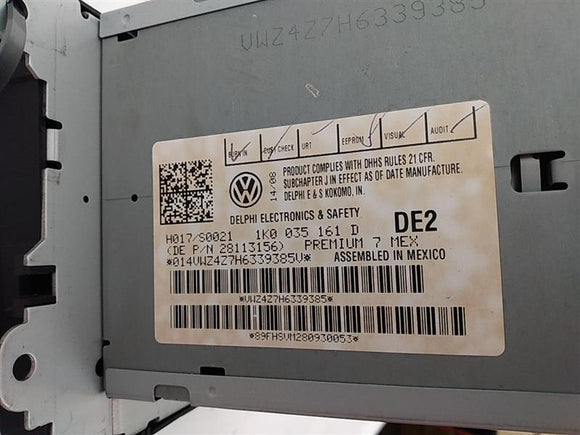 VWZ4Z7H6339385
BURN IN CUST CHECK URT EEPROM VISUAL AUDIT
14/08
PRODUCT COMPLIES WITH DHHS RULES 21 CFR.
SUBCHAPTER J IN EFFECT AS OF DATE MANUFACTURE.
DELPHI E & S KOKOMO, IN.
DELPHI ELECTRONICS & SAFETY
H017/S0021 1K0 035 161 D DE2
(DE P/N 28113156) PREMIUM 7 MEX
*014VWZ4Z7H6339385V* ASSEMBLED IN MEXICO
*VWZ4Z7H6339385*
*89FHSVM280930053*